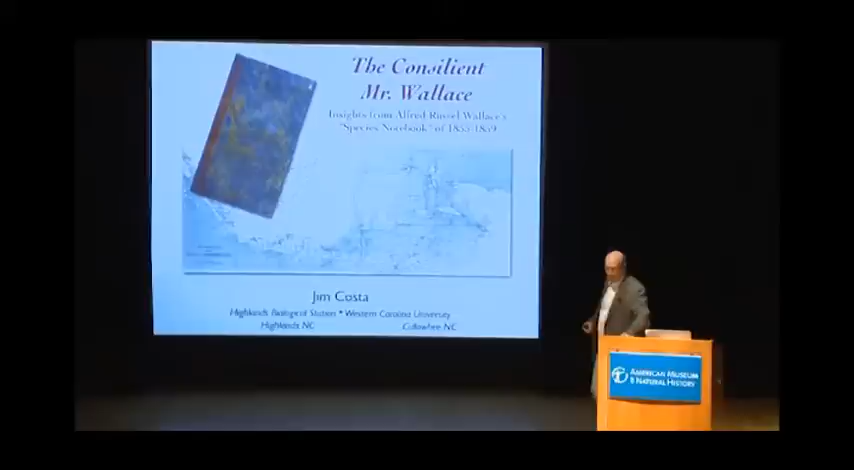 The Consilient
Mr. Wallace
Insights from Alfred Russel Wallace's
"Species Notebook" of 1855-1859
Jim Costa
Highlands Biological Station * Western Carolina University
Highlands NC
Cullowhee NC
AMERICAN MUSEUM
& NATURAL HISTORY